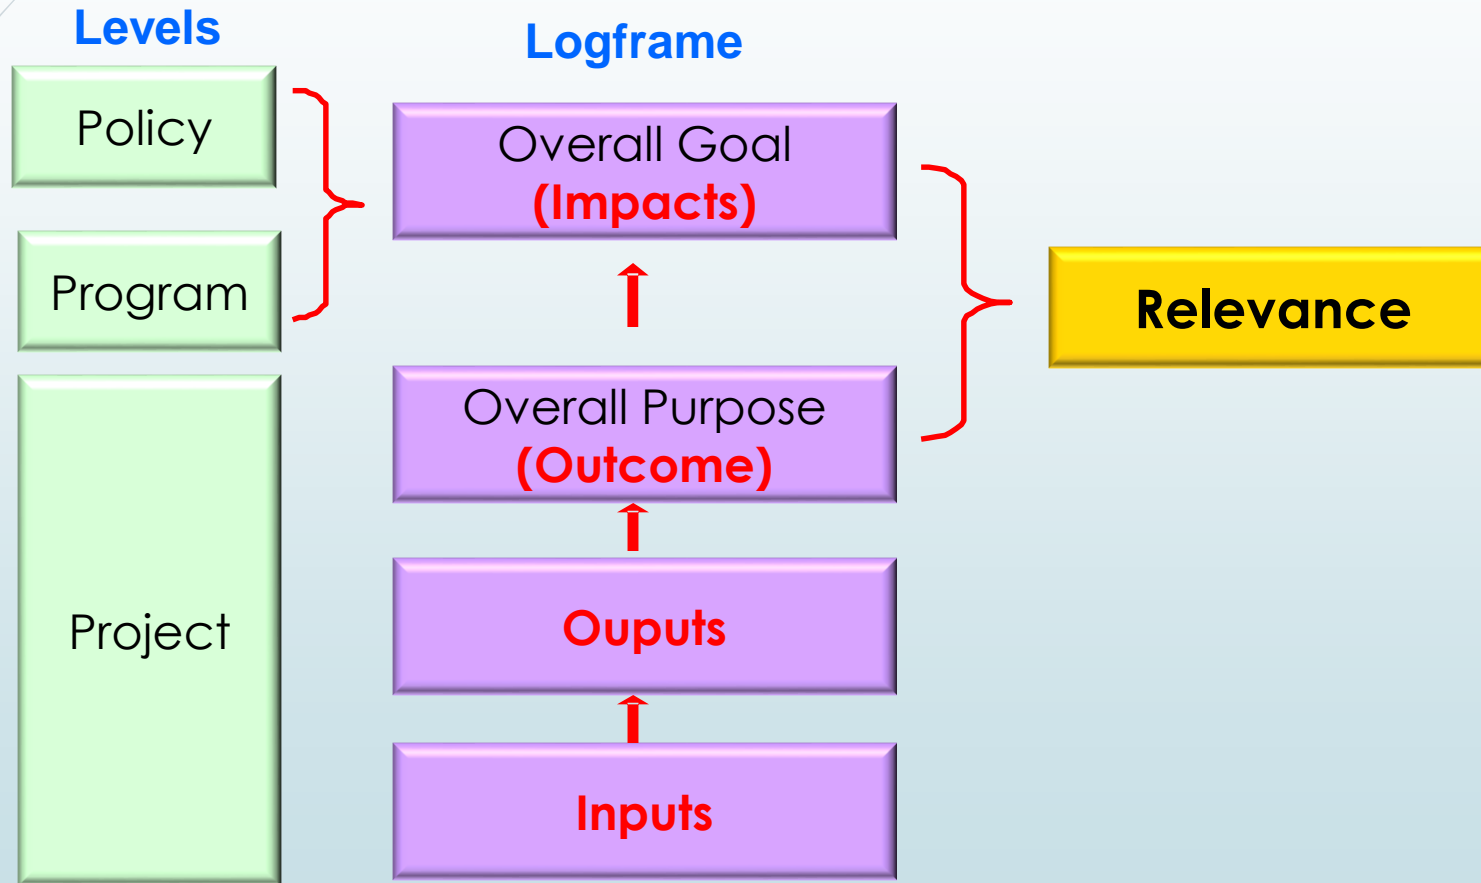 Levels
Logframe
Policy
Program
Project
Overall Goal
(Impacts)
Overall Purpose
(Outcome)
Ouputs
Inputs
Relevance